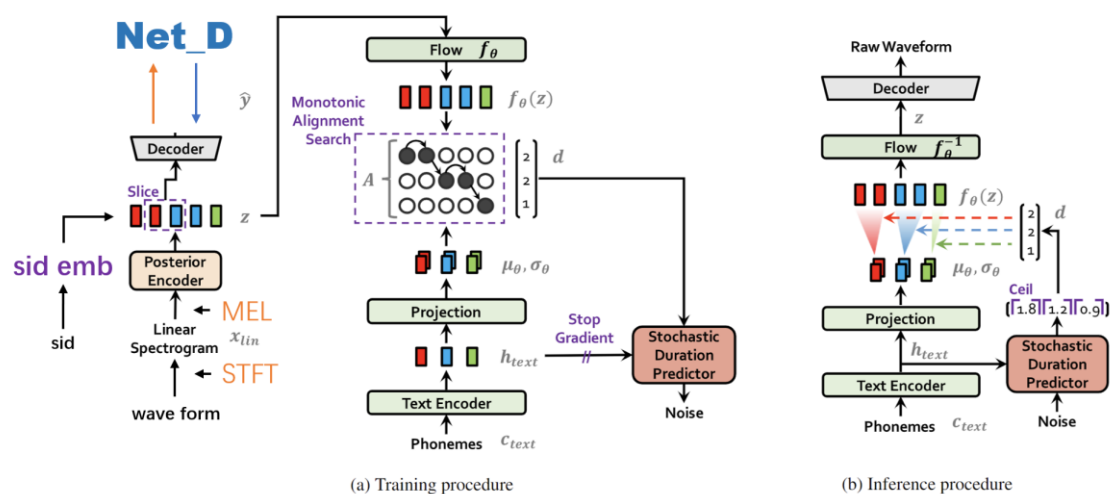 Net_D
ŷ
Decoder
Slice
z
sid emb
Posterior
Encoder
MEL
Linear
Spectrogram
x_lin
sid
STFT
wave form
Flow f_θ
f_θ(z)
Monotonic
Alignment
Search
A
2
2
1
d
μ_θ, σ_θ
Projection
h_text
Stop
Gradient
//
Stochastic
Duration
Predictor
Noise
Text Encoder
Phonemes
c_text
(a) Training procedure
Raw Waveform
Decoder
z
Flow f_θ^{-1}
f_θ(z)
2
2
1
d
μ_θ, σ_θ
Ceil
1.8 1.2 0.9
Projection
h_text
Stochastic
Duration
Predictor
Text Encoder
Noise
Phonemes
c_text
(b) Inference procedure